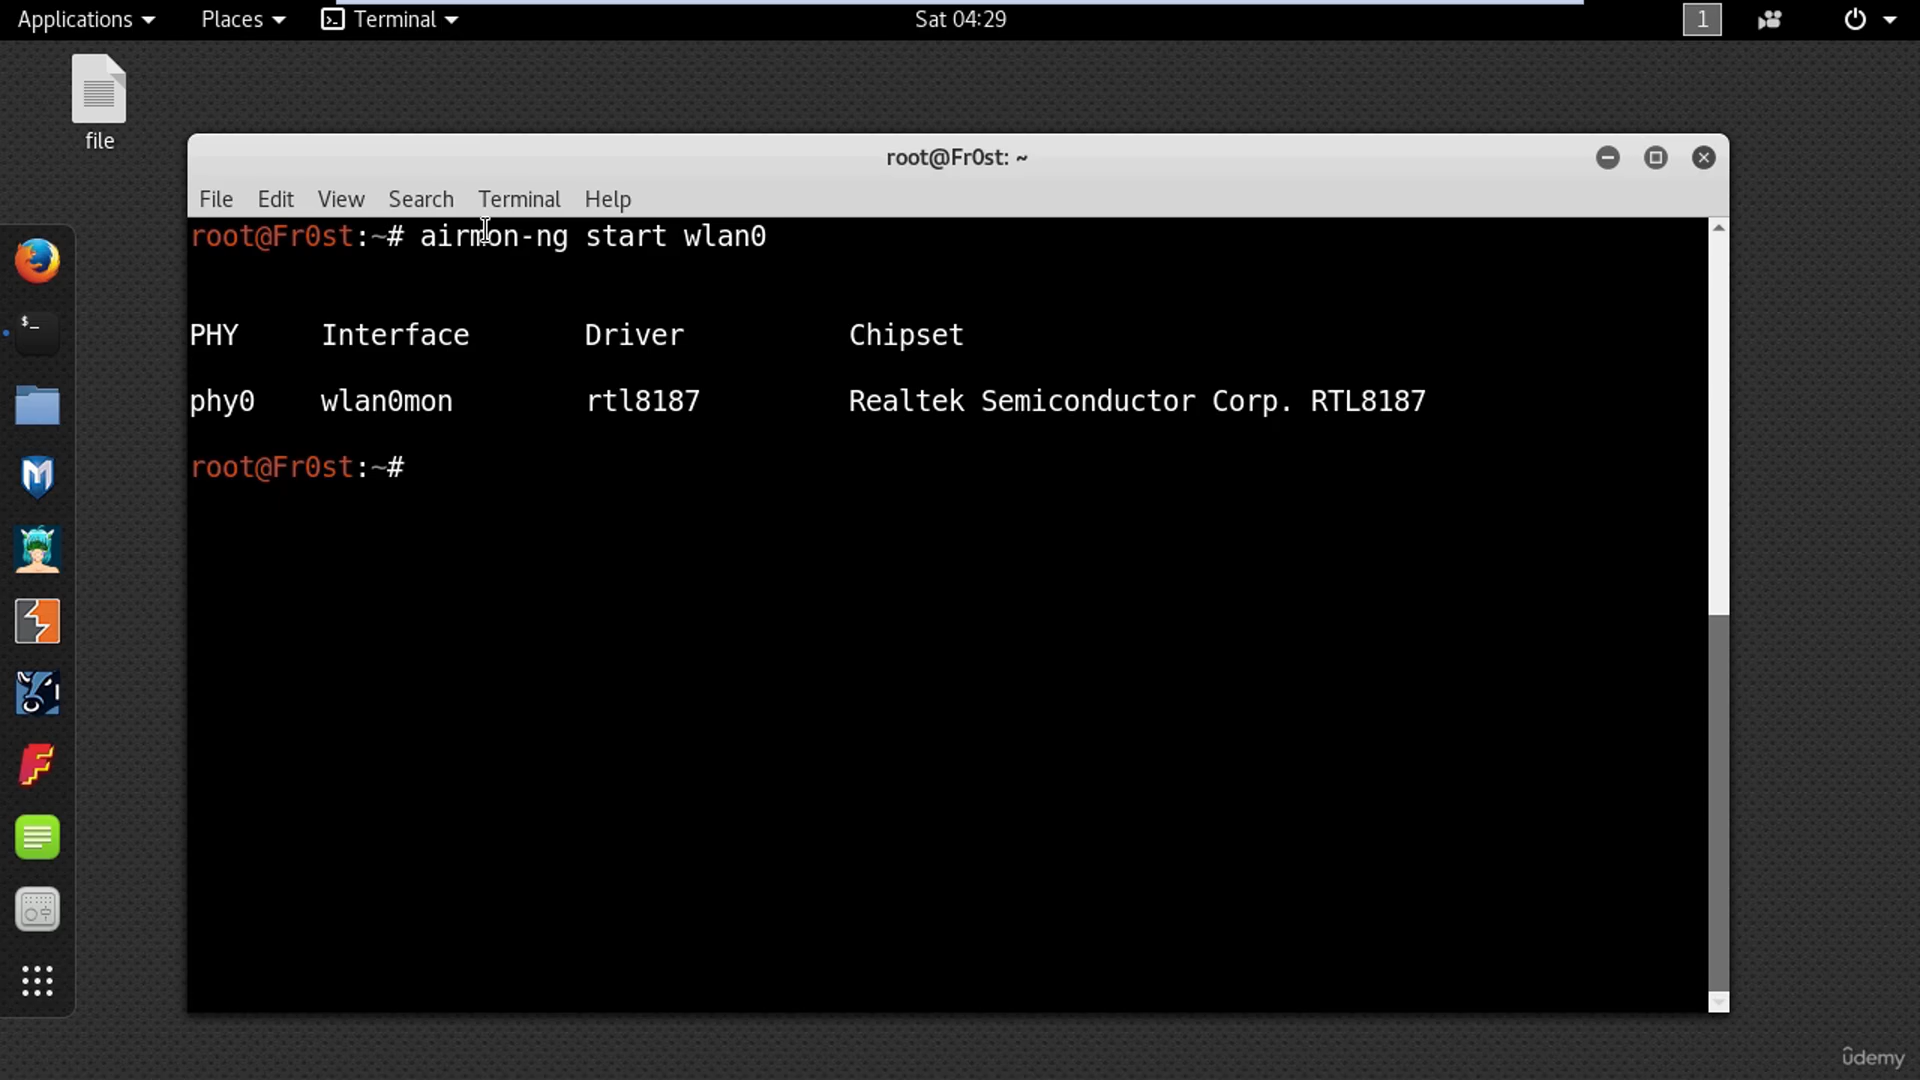 Applications Places Terminal Sat 04:29 1
file
root@Fr0st: ~
File Edit View Search Terminal Help
root@Fr0st:~# airmon-ng start wlan0
PHY Interface Driver Chipset
phy0 wlan0mon rtl8187 Realtek Semiconductor Corp. RTL8187
root@Fr0st:~#
$_
udemy